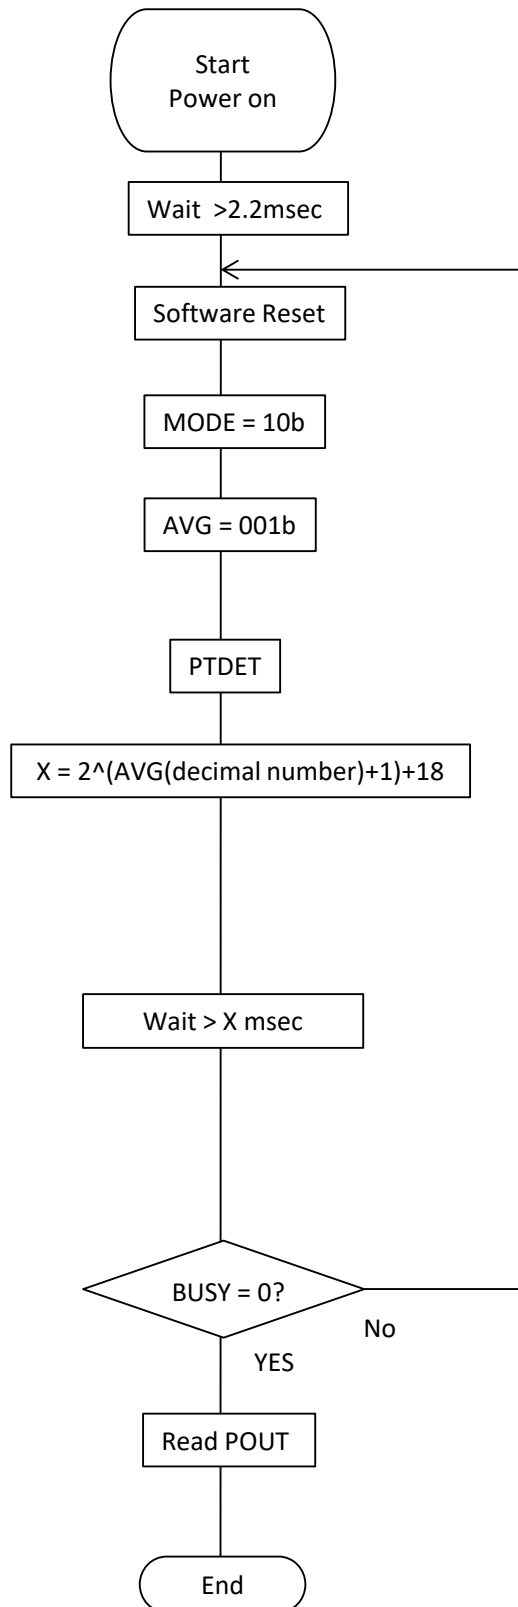 Start
Power on
Wait >2.2msec
Software Reset
MODE = 10b
AVG = 001b
PTDET
X = 2^(AVG(decimal number)+1)+18
Wait > X msec
BUSY = 0?
No
YES
Read POUT
End